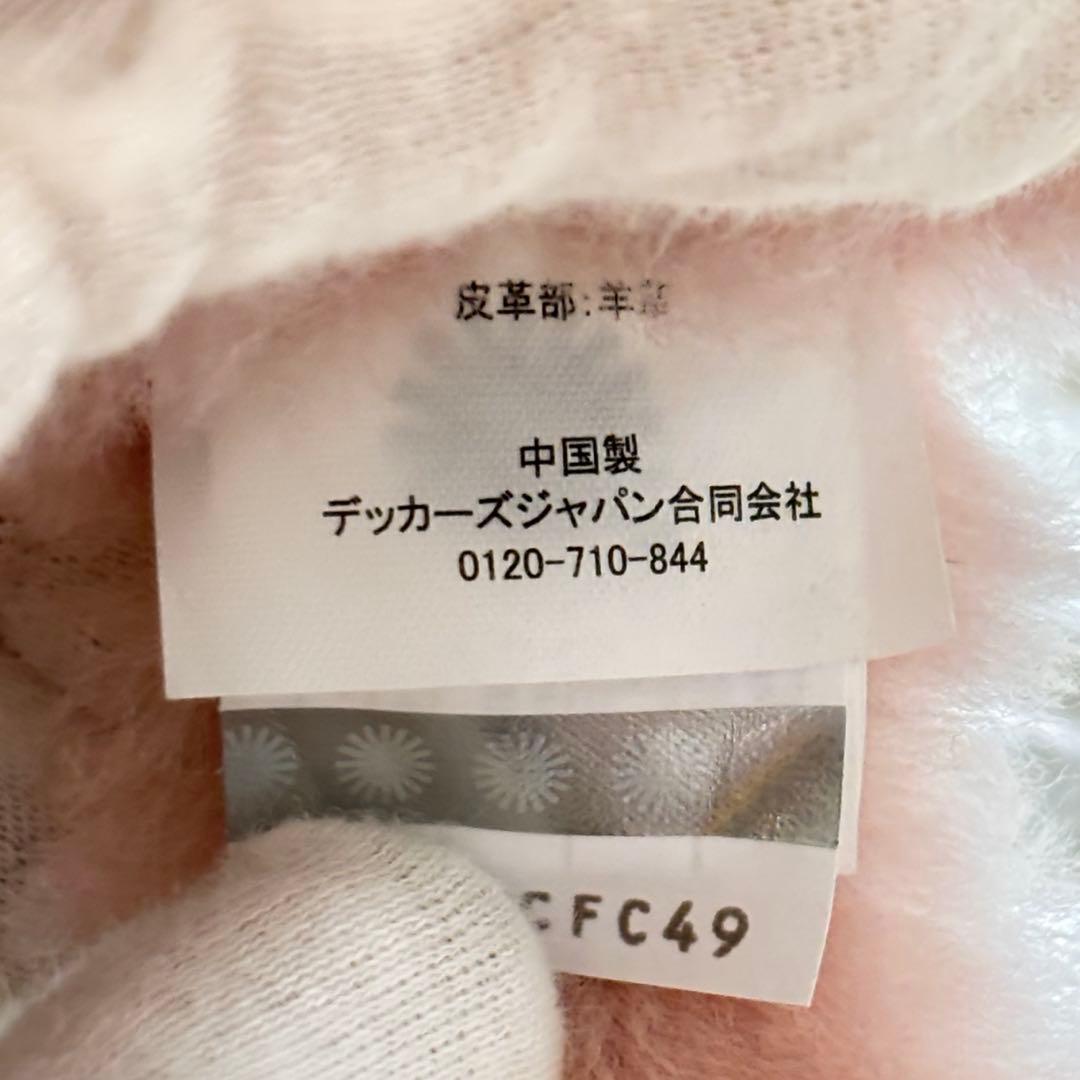 皮革部:羊革
中国製
デッカーズジャパン合同会社
0120-710-844
CFC49